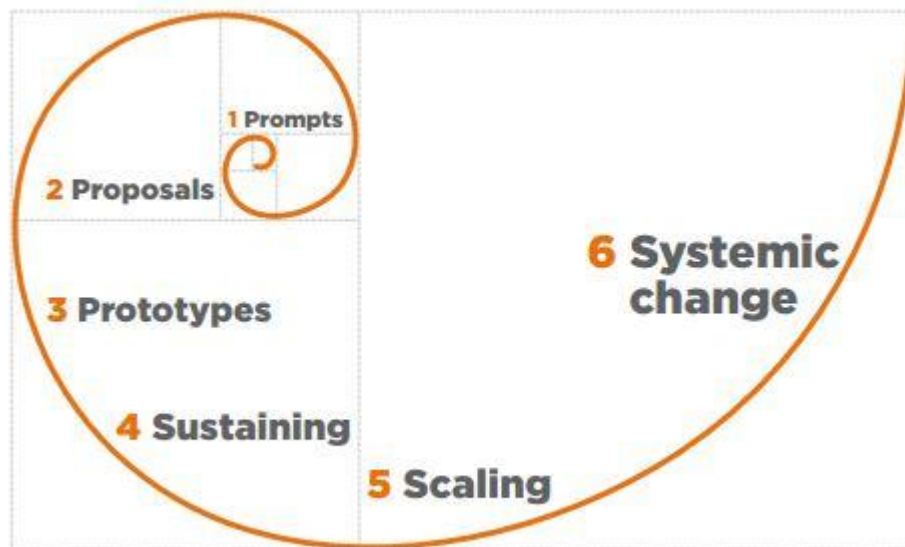 1 Prompts
2 Proposals
3 Prototypes
4 Sustaining
5 Scaling
6 Systemic
change